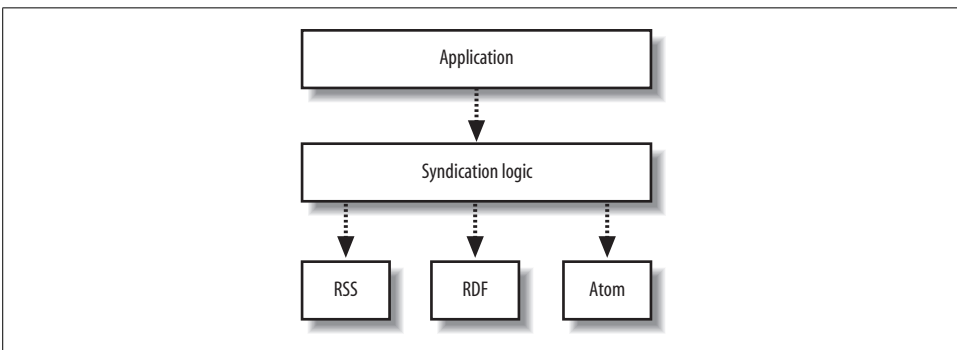 Application
Syndication logic
RSS
RDF
Atom